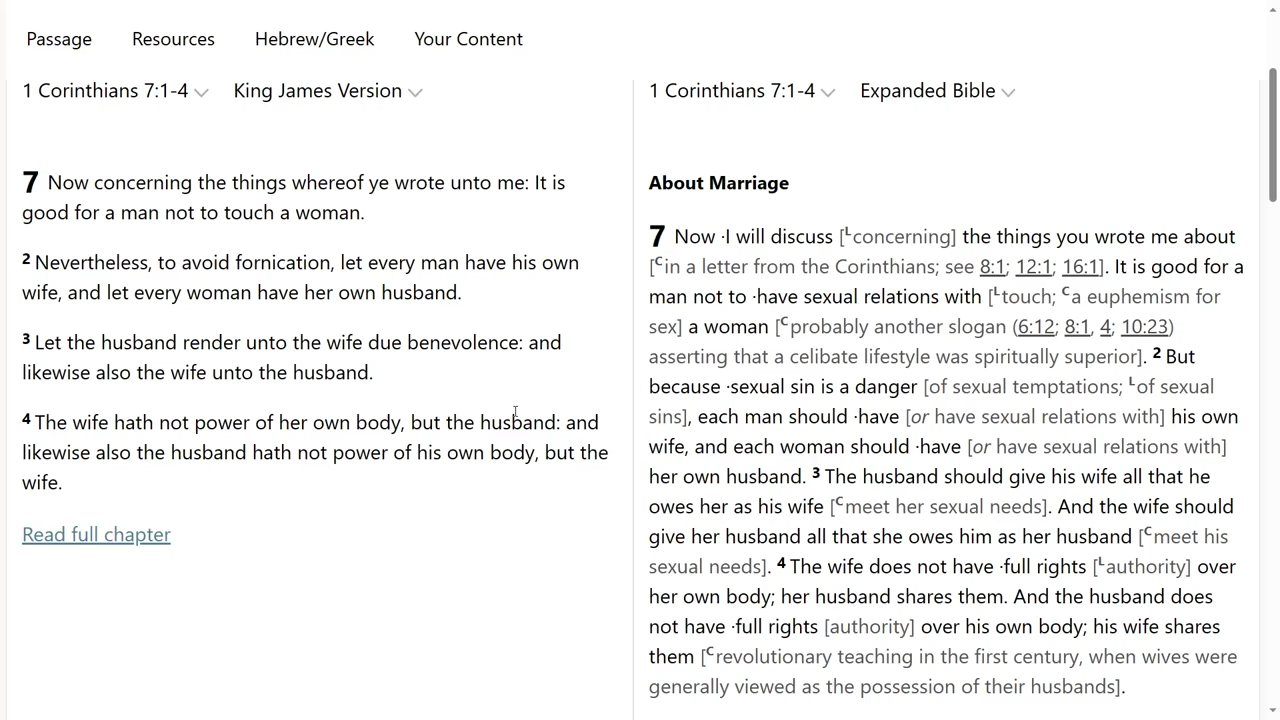 Passage Resources Hebrew/Greek Your Content
1 Corinthians 7:1-4 King James Version
7 Now concerning the things whereof ye wrote unto me: It is
good for a man not to touch a woman.
2 Nevertheless, to avoid fornication, let every man have his own
wife, and let every woman have her own husband.
3 Let the husband render unto the wife due benevolence: and
likewise also the wife unto the husband.
4 The wife hath not power of her own body, but the husband: and
likewise also the husband hath not power of his own body, but the
wife.
Read full chapter
1 Corinthians 7:1-4 Expanded Bible
About Marriage
7 Now ·I will discuss [Lconcerning] the things you wrote me about
[Cin a letter from the Corinthians; see 8:1; 12:1; 16:1]. It is good for a
man not to ·have sexual relations with [Ltouch; Ca euphemism for
sex] a woman [Cprobably another slogan (6:12; 8:1, 4; 10:23)
asserting that a celibate lifestyle was spiritually superior]. 2 But
because ·sexual sin is a danger [of sexual temptations; Lof sexual
sins], each man should ·have [or have sexual relations with] his own
wife, and each woman should ·have [or have sexual relations with]
her own husband. 3 The husband should give his wife all that he
owes her as his wife [Cmeet her sexual needs]. And the wife should
give her husband all that she owes him as her husband [Cmeet his
sexual needs]. 4 The wife does not have ·full rights [Lauthority] over
her own body; her husband shares them. And the husband does
not have ·full rights [authority] over his own body; his wife shares
them [Crevolutionary teaching in the first century, when wives were
generally viewed as the possession of their husbands].